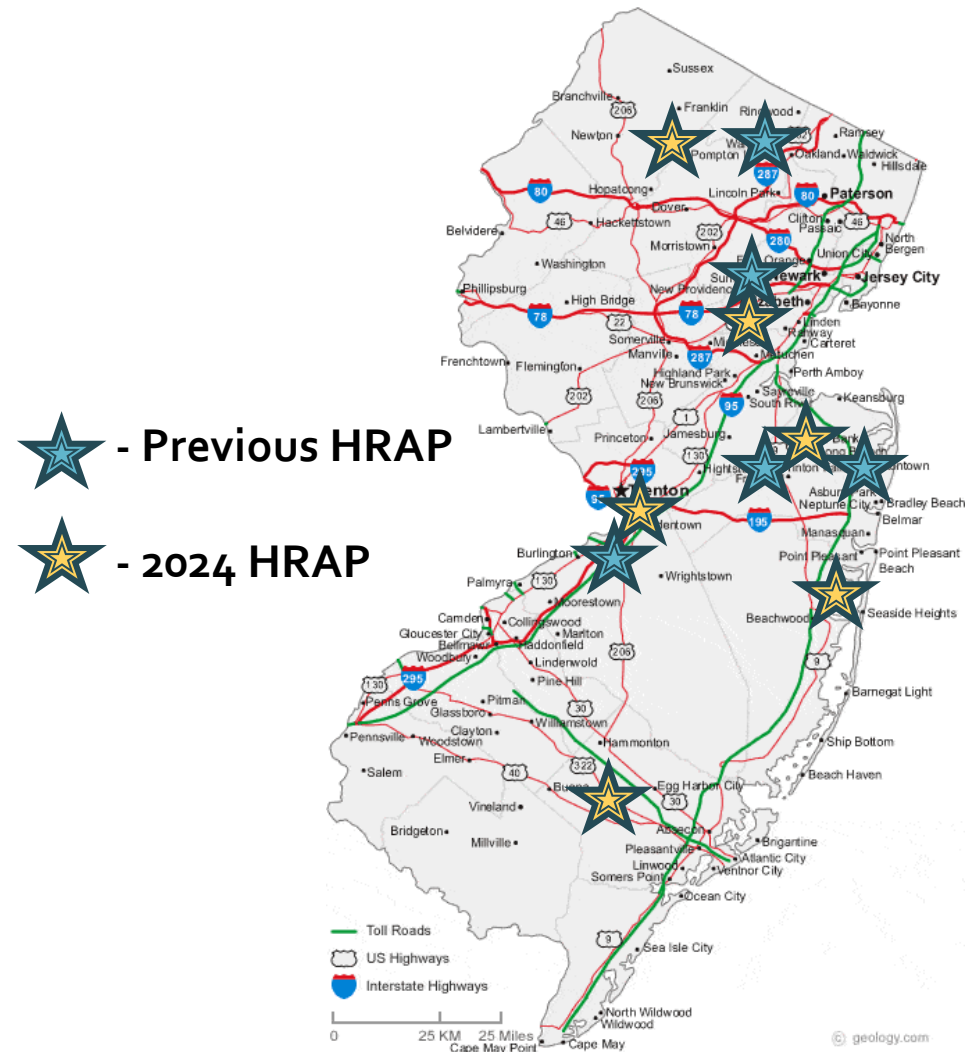 Sussex
Branchville
206
Franklin
Ringwood
Newton
Ramsey
Pompton
Oakland
Waldwick
Hillsdale
287
80
Hopatcong
Lincoln Park
80
Paterson
Dover
46
Hackettstown
Clifton
46
Passaic
Belvidere
202
280
North
Bergen
Morristown
Union City
Washington
Orange
Newark
Jersey City
Phillipsburg
New Providence
High Bridge
Bayonne
78
78
22
Linden
Rahway
Somerville
Carteret
Manville
287
Metuchen
Frenchtown
Flemington
Highland Park
Perth Amboy
New Brunswick
Sayreville
202
206
95
South River
Keansburg
1
Lambertville
Princeton
Jamesburg
130
- Previous HRAP
295
Trenton
Asbury Park
Neptune City
Bradley Beach
195
Belmar
Manasquan
- 2024 HRAP
Burlington
Point Pleasant
Point Pleasant
Beach
Palmyra
130
Wrightstown
Moorestown
Camden
Collingswood
Beachwood
Seaside Heights
Gloucester City
Marlton
Bellmawr
Haddonfield
206
Woodbury
Lindenwold
9
295
130
Pine Hill
Penns Grove
Pitman
Barnegat Light
Glassboro
30
Williamstown
Pennsville
Woodstown
Clayton
Hammonton
Ship Bottom
Elmer
322
Salem
40
Beach Haven
Buena
Egg Harbor City
Vineland
30
Bridgeton
Absecon
Millville
Pleasantville
Brigantine
Linwood
Atlantic City
Somers Point
Ventnor City
Ocean City
Toll Roads
US Highways
9
Sea Isle City
Interstate Highways
North Wildwood
Wildwood
0 25 KM 25 Miles
Cape May Point
Cape May
© geology.com